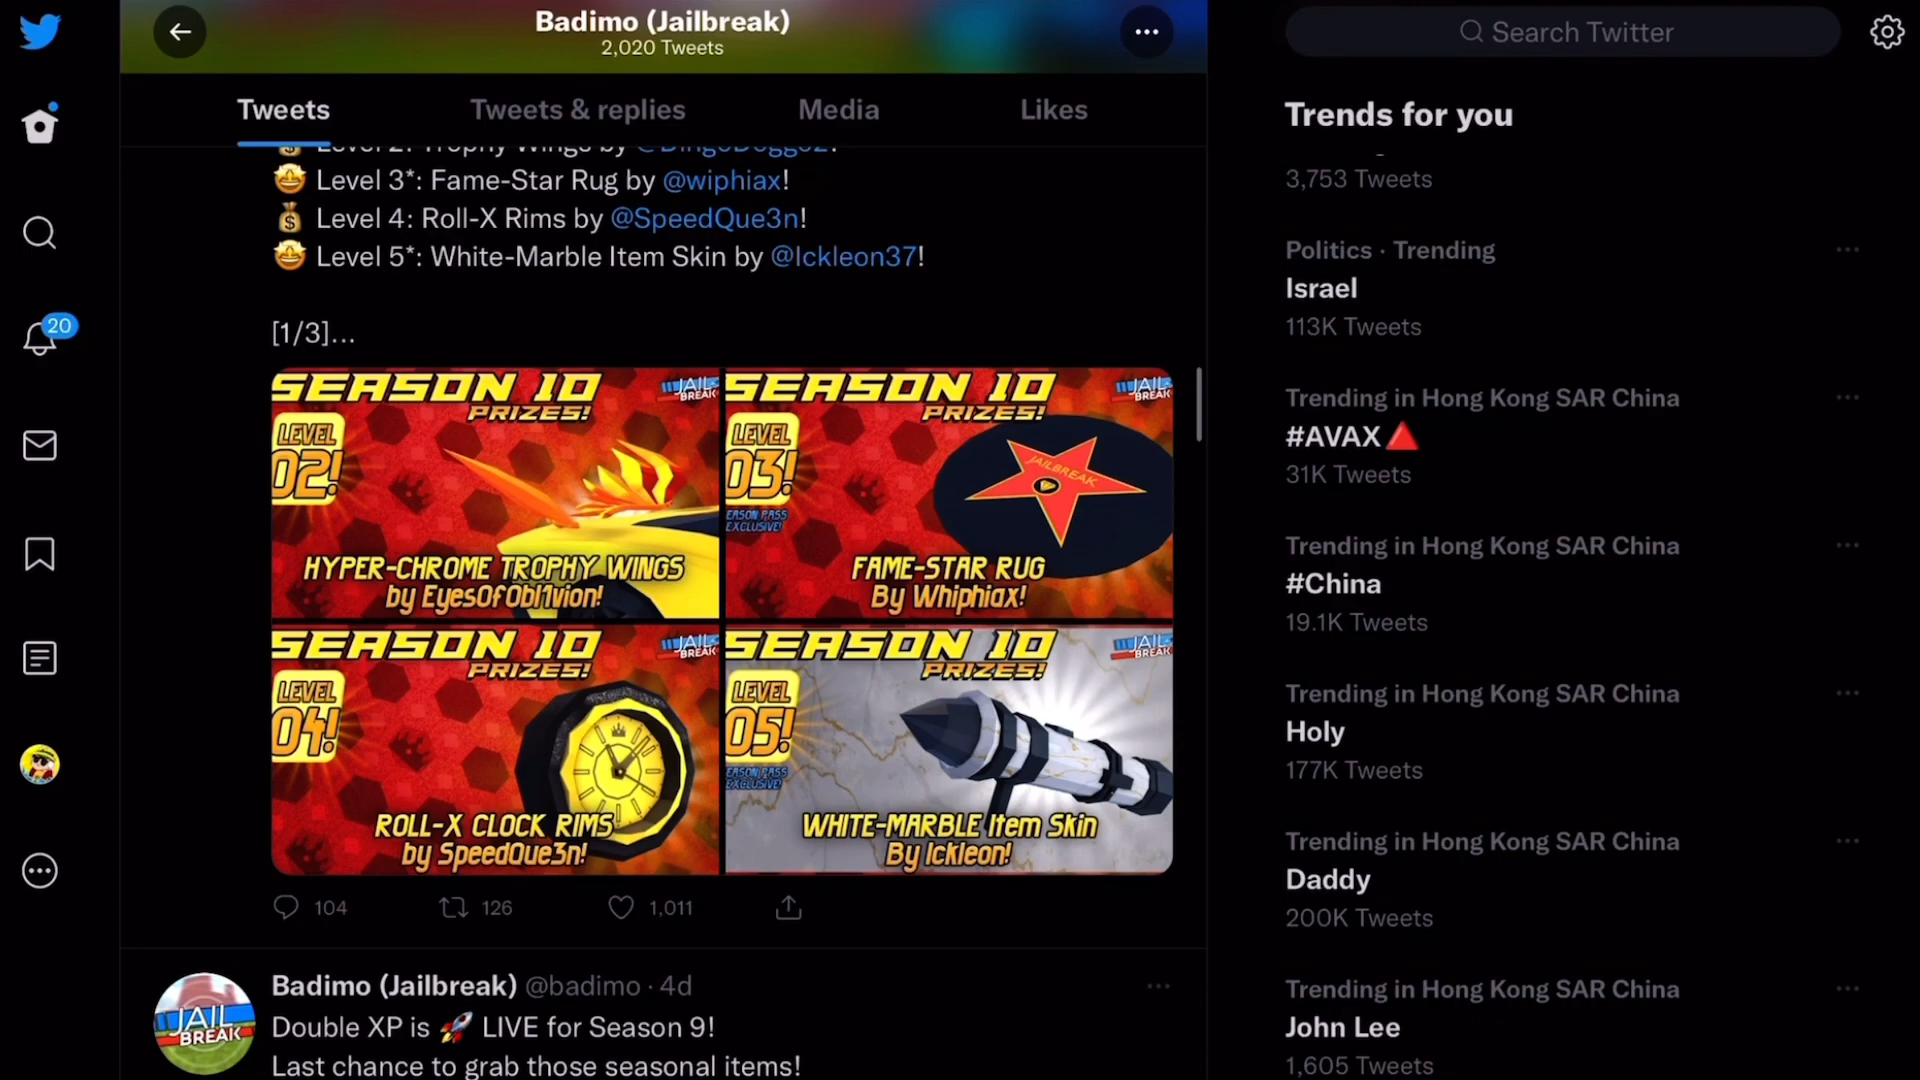 Badimo (Jailbreak)
2,020 Tweets
Search Twitter
Tweets
Tweets & replies
Media
Likes
Level 2: Trophy Wings by @DingoDoggo2!
Level 3*: Fame-Star Rug by @wiphiax!
Level 4: Roll-X Rims by @SpeedQue3n!
Level 5*: White-Marble Item Skin by @Ickleon37!
[1/3]...
SEASON 10
PRIZES!
JAIL-
BREAK
LEVEL
02!
HYPER-CHROME TROPHY WINGS
by EyesOfObl1vion!
SEASON 10
PRIZES!
JAIL-
BREAK
LEVEL
03!
EASON PASS
EXCLUSIVE!
JAILBREAK
FAME-STAR RUG
By Whiphiax!
SEASON 10
PRIZES!
JAIL-
BREAK
LEVEL
04!
ROLL-X CLOCK RIMS
by SpeedQue3n!
SEASON 10
PRIZES!
JAIL-
BREAK
LEVEL
05!
EASON PASS
EXCLUSIVE!
WHITE-MARBLE Item Skin
By Ickleon!
104
126
1,011
JAIL
BREAK
Badimo (Jailbreak) @badimo · 4d
Double XP is 🚀 LIVE for Season 9!
Last chance to grab those seasonal items!
20
Trends for you
3,753 Tweets
Politics · Trending
Israel
113K Tweets
Trending in Hong Kong SAR China
#AVAX
31K Tweets
Trending in Hong Kong SAR China
#China
19.1K Tweets
Trending in Hong Kong SAR China
Holy
177K Tweets
Trending in Hong Kong SAR China
Daddy
200K Tweets
Trending in Hong Kong SAR China
John Lee
1,605 Tweets